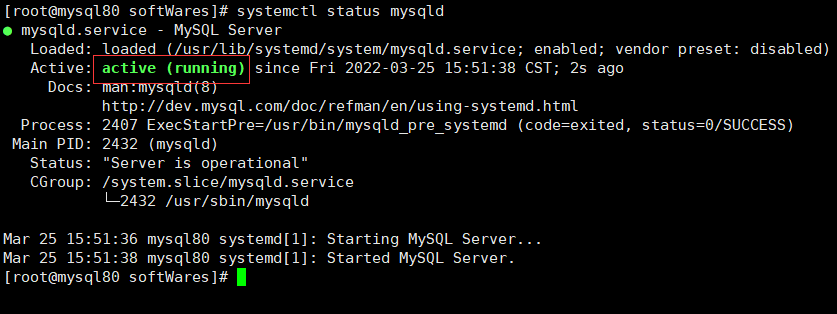 [root@mysql80 softWares]# systemctl status mysqld
● mysqld.service - MySQL Server
Loaded: loaded (/usr/lib/systemd/system/mysqld.service; enabled; vendor preset: disabled)
Active: active (running) since Fri 2022-03-25 15:51:38 CST; 2s ago
Docs: man:mysqld(8)
http://dev.mysql.com/doc/refman/en/using-systemd.html
Process: 2407 ExecStartPre=/usr/bin/mysqld_pre_systemd (code=exited, status=0/SUCCESS)
Main PID: 2432 (mysqld)
Status: "Server is operational"
CGroup: /system.slice/mysqld.service
└─2432 /usr/sbin/mysqld
Mar 25 15:51:36 mysql80 systemd[1]: Starting MySQL Server...
Mar 25 15:51:38 mysql80 systemd[1]: Started MySQL Server.
[root@mysql80 softWares]#